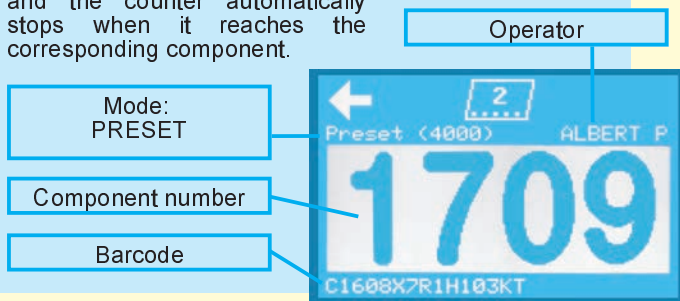 and the counter automatically
stops when it reaches the
corresponding component.
Operator
Mode:
PRESET
Component number
Barcode
2
Preset (4000) ALBERT P
1709
C1608X7R1H103KT